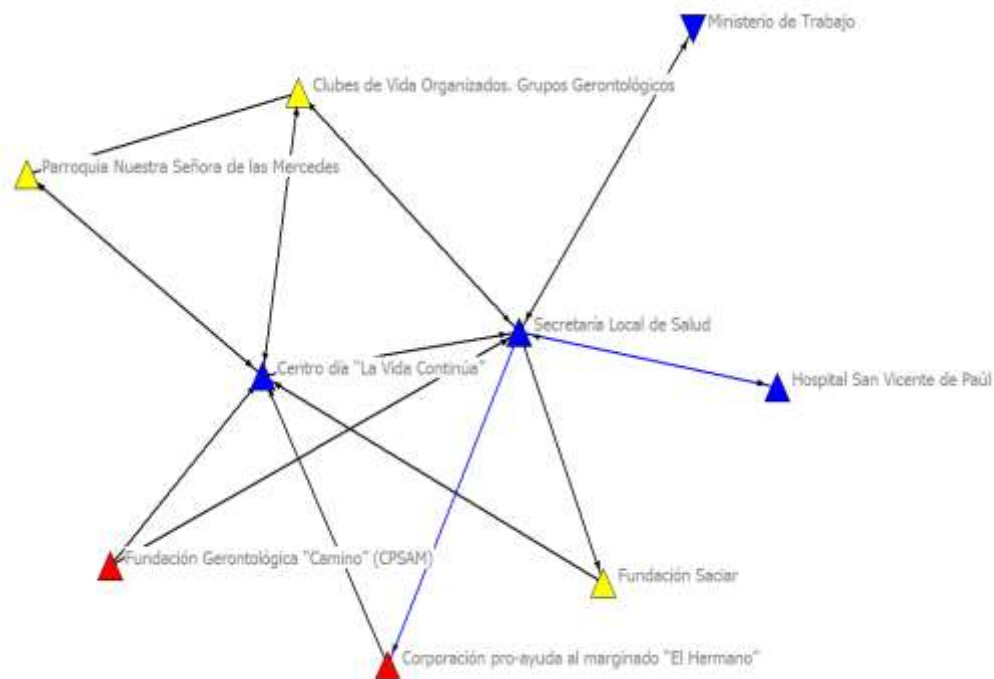 Ministerio de Trabajo
Clubes de Vida Organizados. Grupos Gerontológicos
Parroquia Nuestra Señora de las Mercedes
Secretaría Local de Salud
Centro día "La Vida Continúa"
Hospital San Vicente de Paúl
Fundación Gerontológica "Camino" (CPSAM)
Fundación Saciar
Corporación pro-ayuda al marginado "El Hermano"